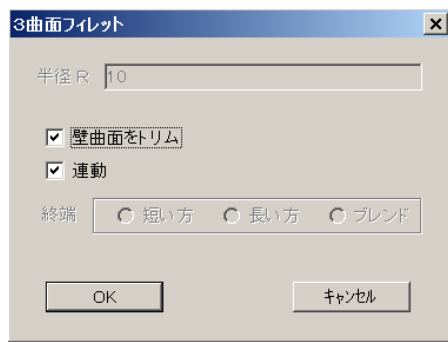 3曲面フィレット
半径 R 10
壁曲面をトリム
連動
終端 短い方 長い方 ブレンド
OK キャンセル